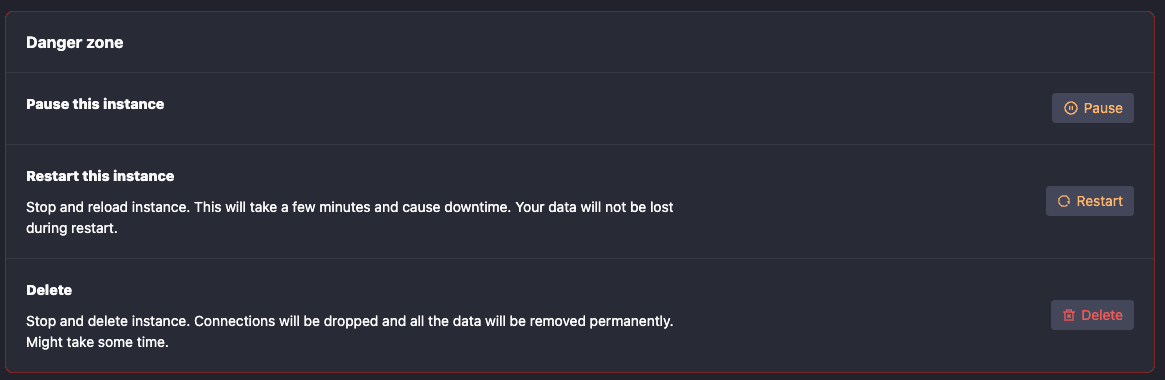 Danger zone
Pause this instance
Pause
Restart this instance
Stop and reload instance. This will take a few minutes and cause downtime. Your data will not be lost
during restart.
Restart
Delete
Stop and delete instance. Connections will be dropped and all the data will be removed permanently.
Might take some time.
Delete